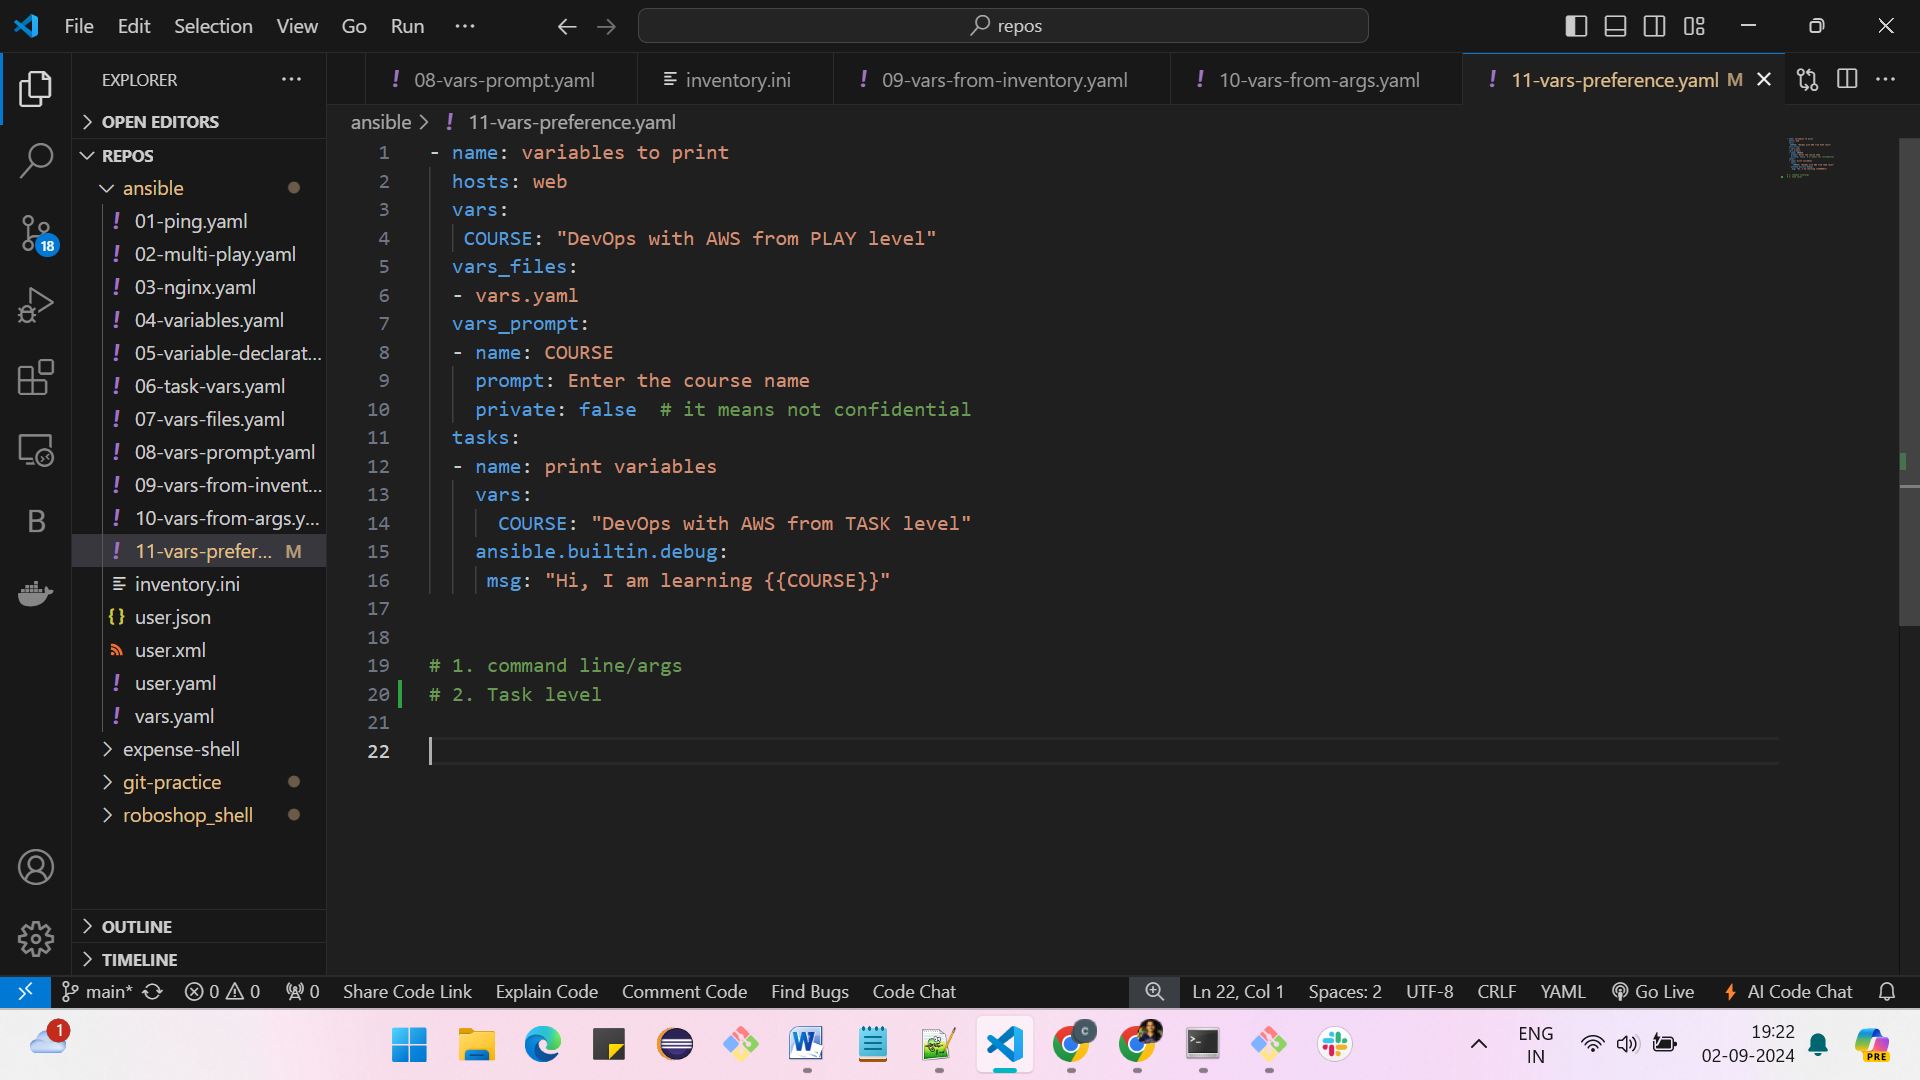 File Edit Selection View Go Run ··· repos
EXPLORER ···
08-vars-prompt.yaml inventory.ini 09-vars-from-inventory.yaml 10-vars-from-args.yaml 11-vars-preference.yaml M
OPEN EDITORS
REPOS
ansible
01-ping.yaml
02-multi-play.yaml
03-nginx.yaml
04-variables.yaml
05-variable-declarat...
06-task-vars.yaml
07-vars-files.yaml
08-vars-prompt.yaml
09-vars-from-invent...
10-vars-from-args.y...
11-vars-prefer... M
inventory.ini
user.json
user.xml
user.yaml
vars.yaml
expense-shell
git-practice
roboshop_shell
OUTLINE
TIMELINE
18
B
ansible > ! 11-vars-preference.yaml
1 - name: variables to print
2 hosts: web
3 vars:
4 COURSE: "DevOps with AWS from PLAY level"
5 vars_files:
6 - vars.yaml
7 vars_prompt:
8 - name: COURSE
9 prompt: Enter the course name
10 private: false # it means not confidential
11 tasks:
12 - name: print variables
13 vars:
14 COURSE: "DevOps with AWS from TASK level"
15 ansible.builtin.debug:
16 msg: "Hi, I am learning {{COURSE}}"
17
18
19 # 1. command line/args
20 # 2. Task level
21
22
main* 0 0 0 Share Code Link Explain Code Comment Code Find Bugs Code Chat Ln 22, Col 1 Spaces: 2 UTF-8 CRLF YAML Go Live AI Code Chat
1 W C ENG 19:22
IN 02-09-2024 PRE